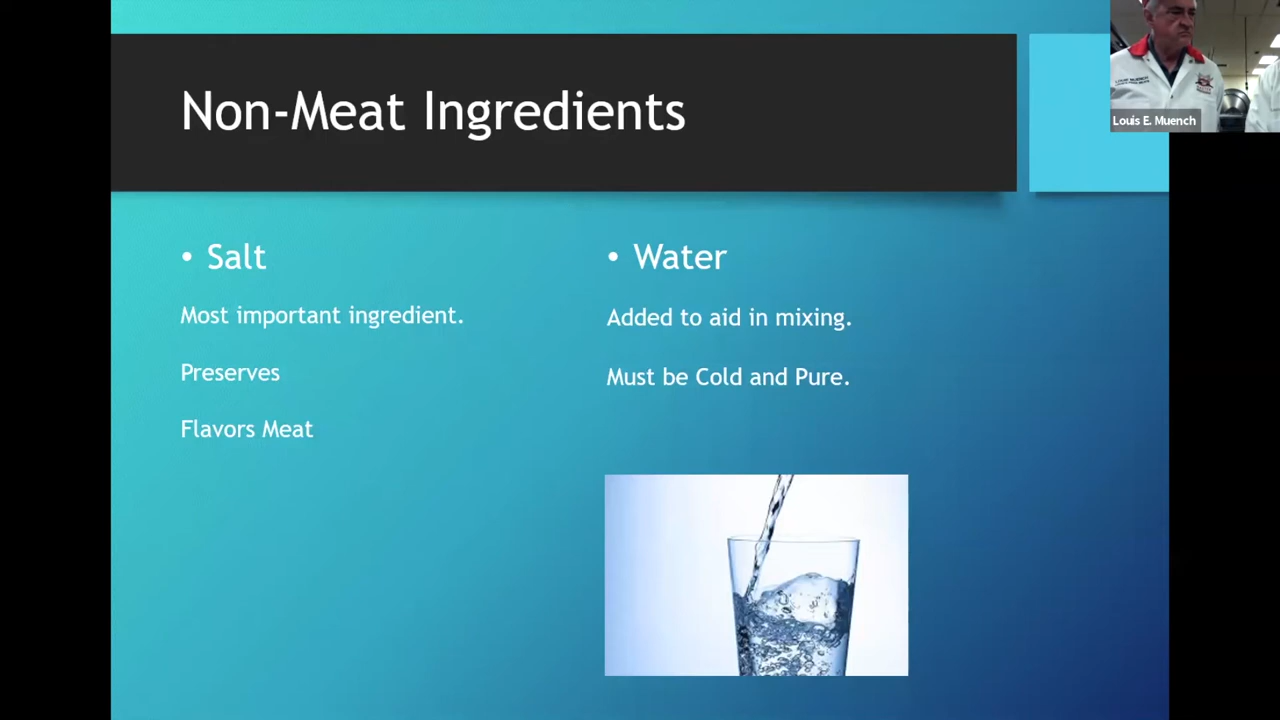 Non-Meat Ingredients
Louis E. Muench
• Salt
Most important ingredient.
Preserves
Flavors Meat
• Water
Added to aid in mixing.
Must be Cold and Pure.